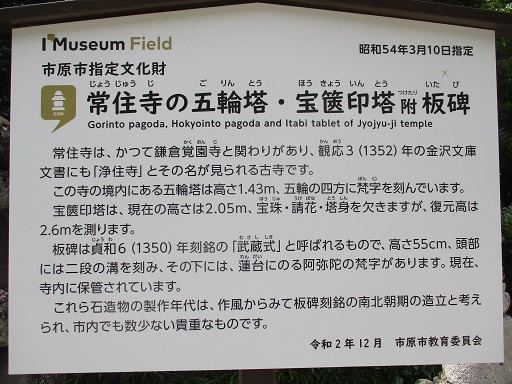 I'Museum Field
昭和54年3月10日指定
市原市指定文化財
常住寺の五輪塔・宝篋印塔附板碑
じょうじゅうじ ごりんとう ほうきょういんとう つけたり いたび
Gorinto pagoda, Hokyointo pagoda and Itabi tablet of Jyojyu-ji temple
常住寺は、かつて鎌倉覚園寺と関わりがあり、観応3(1352)年の金沢文庫
文書にも「浄住寺」とその名が見られる古寺です。
この寺の境内にある五輪塔は高さ1.43m、五輪の四方に梵字を刻んでいます。
宝篋印塔は、現在の高さは2.05m、宝珠・請花・塔身を欠きますが、復元高は
2.6mを測ります。
板碑は貞和6(1350)年刻銘の「武蔵式」と呼ばれるもので、高さ55cm、頭部
には二段の溝を刻み、その下には、蓮台にのる阿弥陀の梵字があります。現在、
寺内に保管されています。
これら石造物の製作年代は、作風からみて板碑刻銘の南北朝期の造立と考え
られ、市内でも数少ない貴重なものです。
令和2年12月 市原市教育委員会